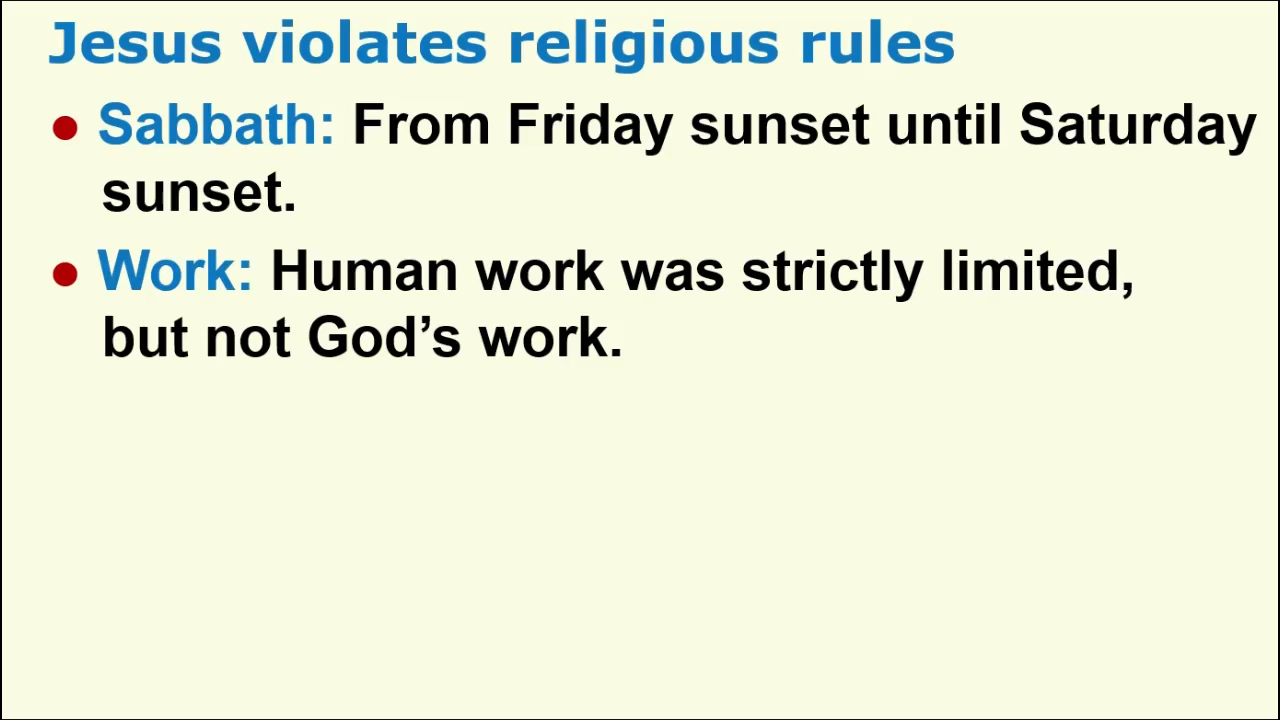 Jesus violates religious rules
● Sabbath: From Friday sunset until Saturday
sunset.
● Work: Human work was strictly limited,
but not God’s work.